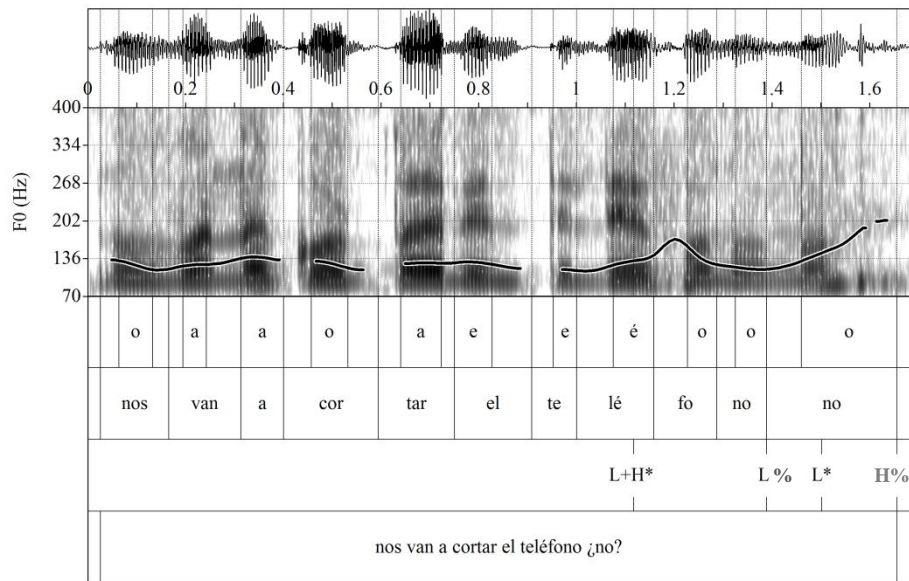 0 0.2 0.4 0.6 0.8 1 1.2 1.4 1.6
400
334
268
202
136
70
F0 (Hz)
o a a o a e e é o o o
nos van a cor tar el te lé fo no no
L+H* L% L* H%
nos van a cortar el teléfono ¿no?